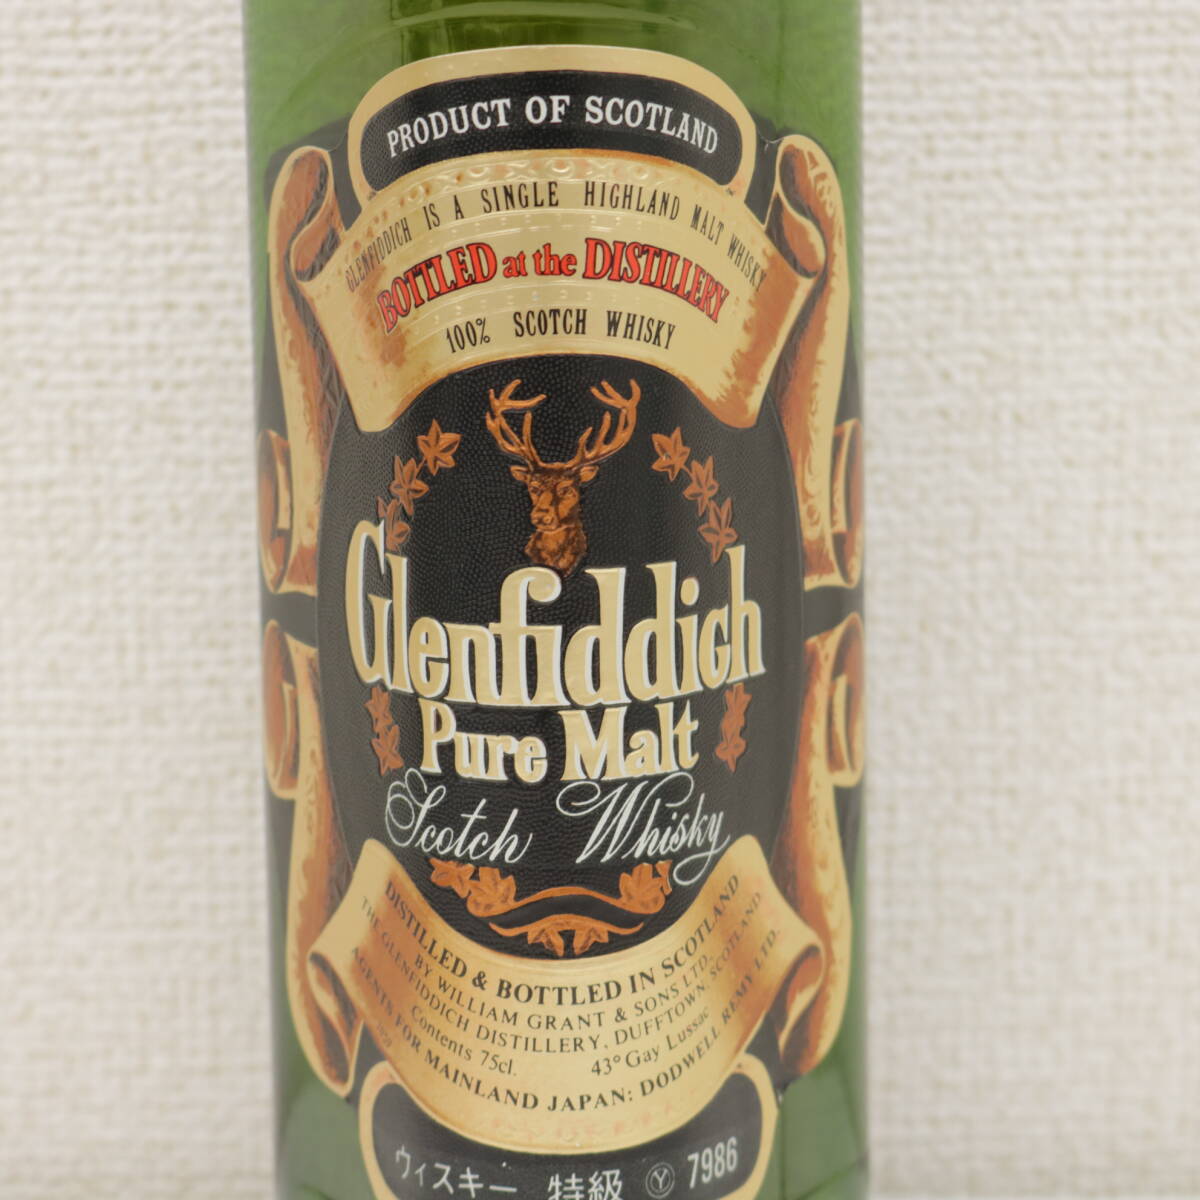 PRODUCT OF SCOTLAND
GLENFIDDICH IS A SINGLE HIGHLAND MALT WHISKY
BOTTLED at the DISTILLERY
100% SCOTCH WHISKY
Glenfiddich
Pure Malt
Scotch Whisky
DISTILLED & BOTTLED IN SCOTLAND
BY WILLIAM GRANT & SONS LTD.
THE GLENFIDDICH DISTILLERY, DUFFTOWN, SCOTLAND.
Contents 75cl. 43° Gay Lussac
AGENTS FOR MAINLAND JAPAN: DODWELL REMY LTD.
ウィスキー 特級 Ⓨ 7986